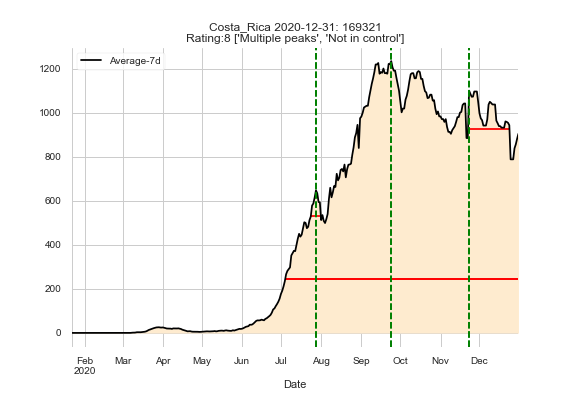 Costa_Rica 2020-12-31: 169321
Rating:8 ['Multiple peaks', 'Not in control']
Average-7d
1200
1000
800
600
400
200
0
Feb Mar Apr May Jun Jul Aug Sep Oct Nov Dec
2020
Date